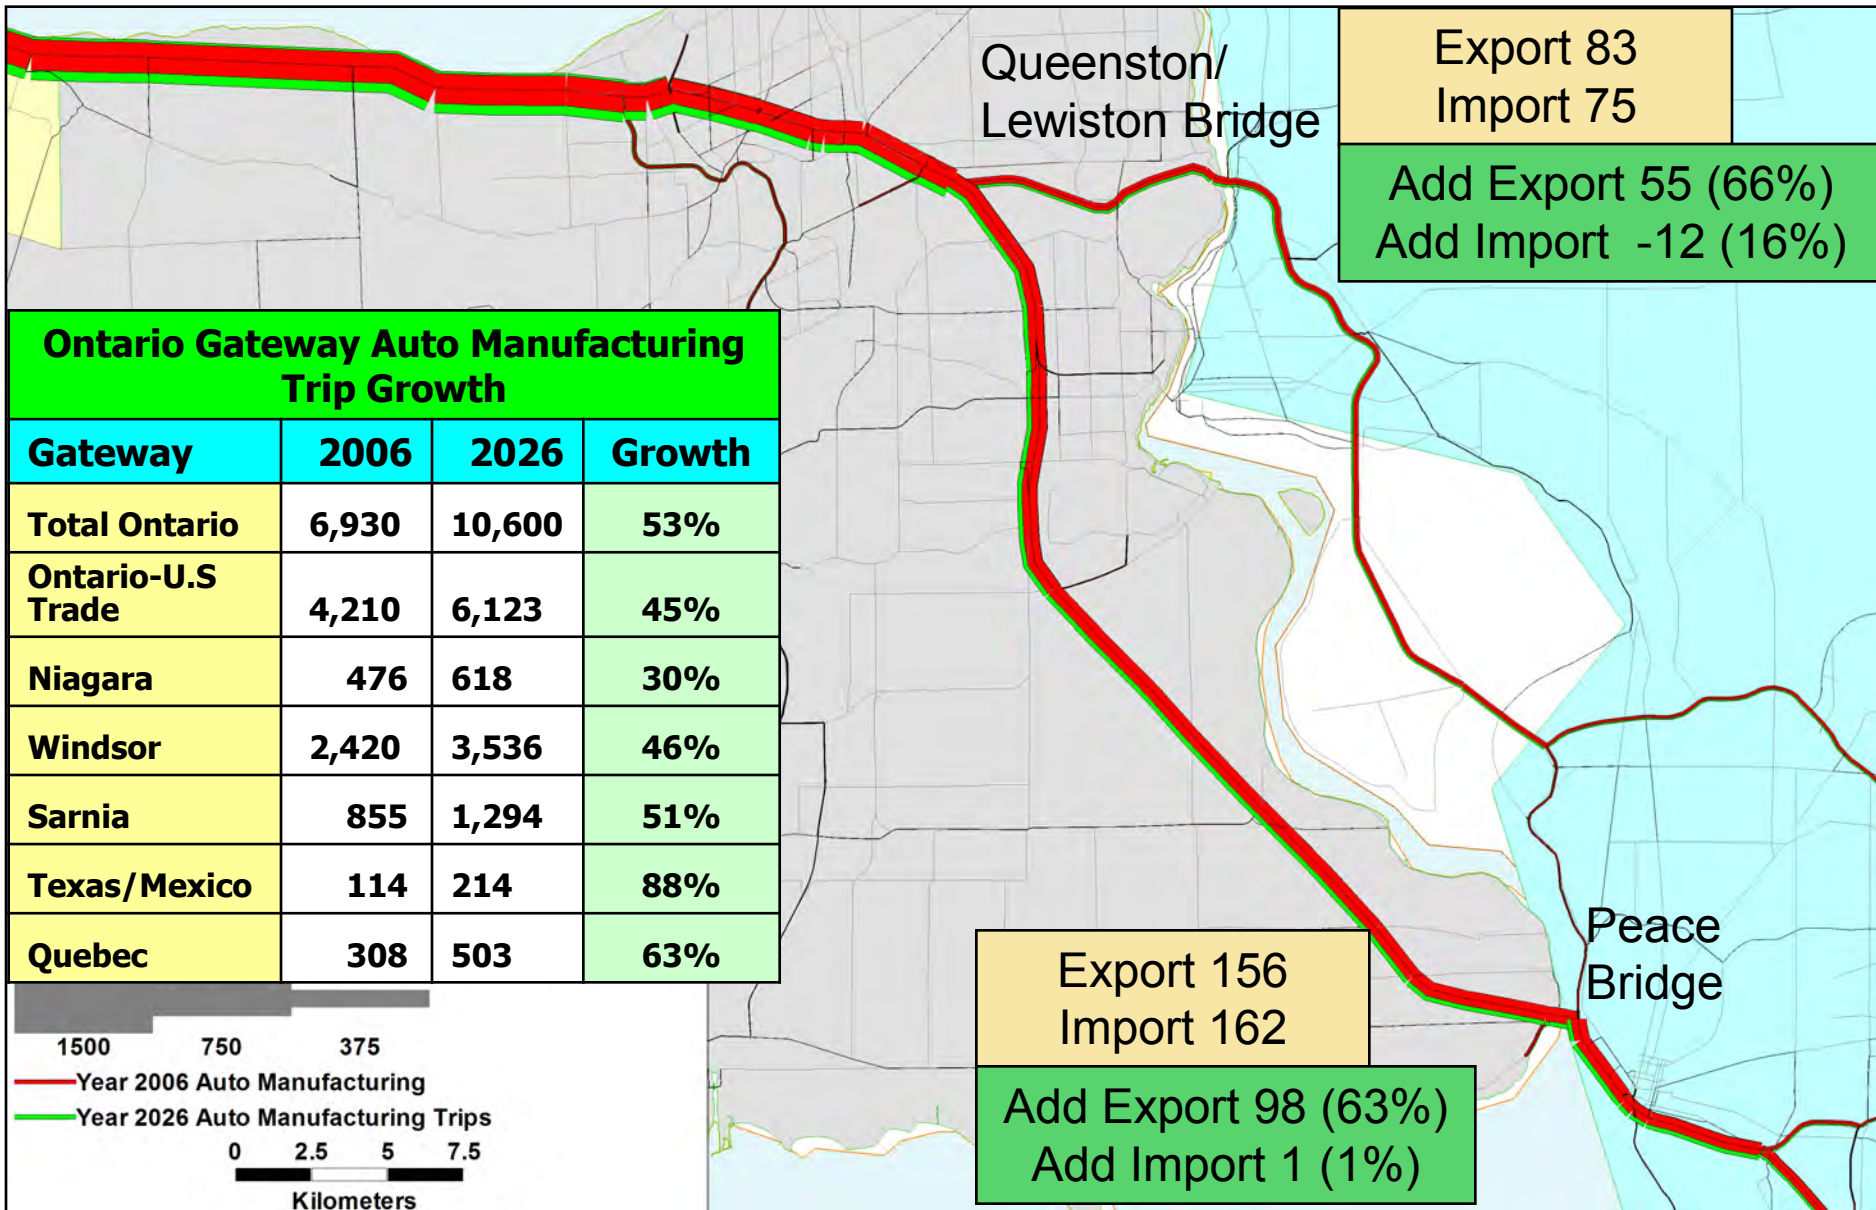 Queenston/
Lewiston Bridge
Export 83
Import 75
Add Export 55 (66%)
Add Import -12 (16%)
Ontario Gateway Auto Manufacturing
Trip Growth
Gateway 2006 2026 Growth
Total Ontario 6,930 10,600 53%
Ontario-U.S
Trade 4,210 6,123 45%
Niagara 476 618 30%
Windsor 2,420 3,536 46%
Sarnia 855 1,294 51%
Texas/Mexico 114 214 88%
Quebec 308 503 63%
Peace
Bridge
Export 156
Import 162
Add Export 98 (63%)
Add Import 1 (1%)
1500 750 375
Year 2006 Auto Manufacturing
Year 2026 Auto Manufacturing Trips
0 2.5 5 7.5
Kilometers